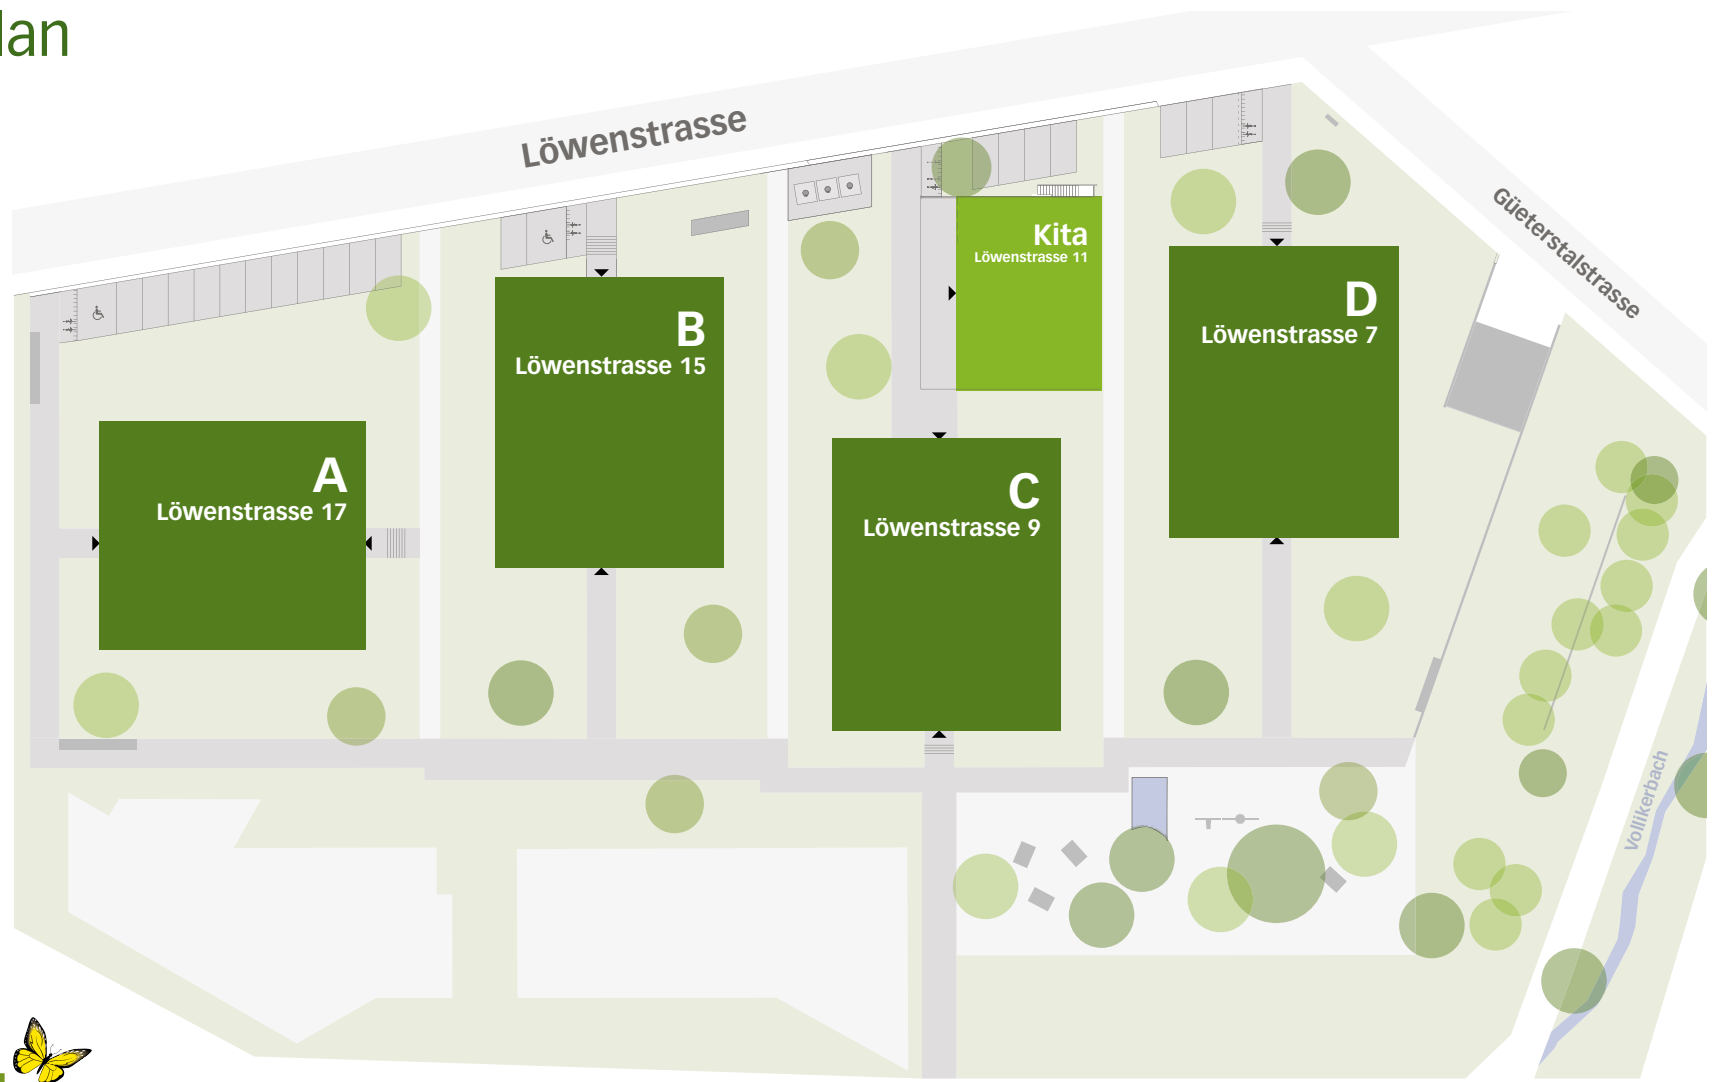 lan
Löwenstrasse
Güeterstalstrasse
Kita
Löwenstrasse 11
D
Löwenstrasse 7
B
Löwenstrasse 15
A
Löwenstrasse 17
C
Löwenstrasse 9
Vollikerbach